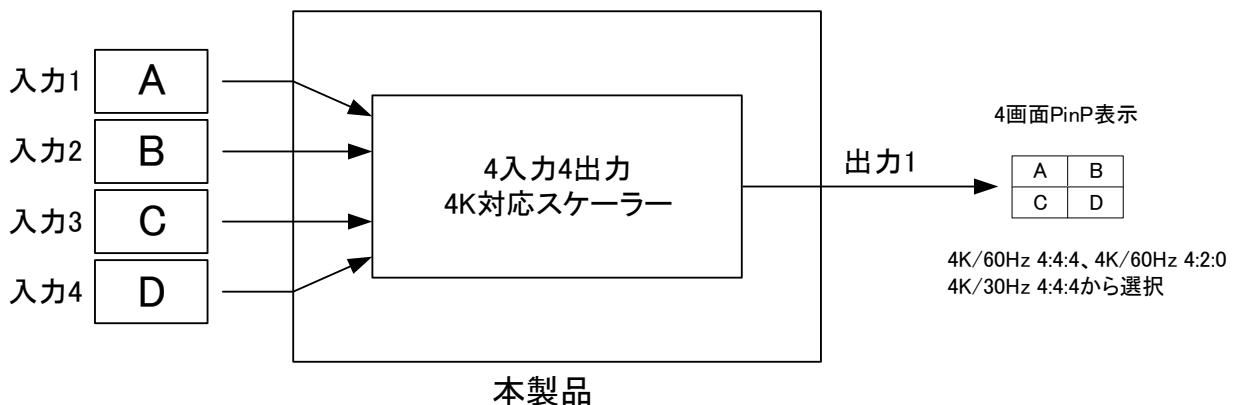 入力1
A
入力2
B
入力3
C
入力4
D
4入力4出力
4K対応スケーラー
本製品
出力1
4画面PinP表示
A B
C D
4K/60Hz 4:4:4、4K/60Hz 4:2:0
4K/30Hz 4:4:4から選択